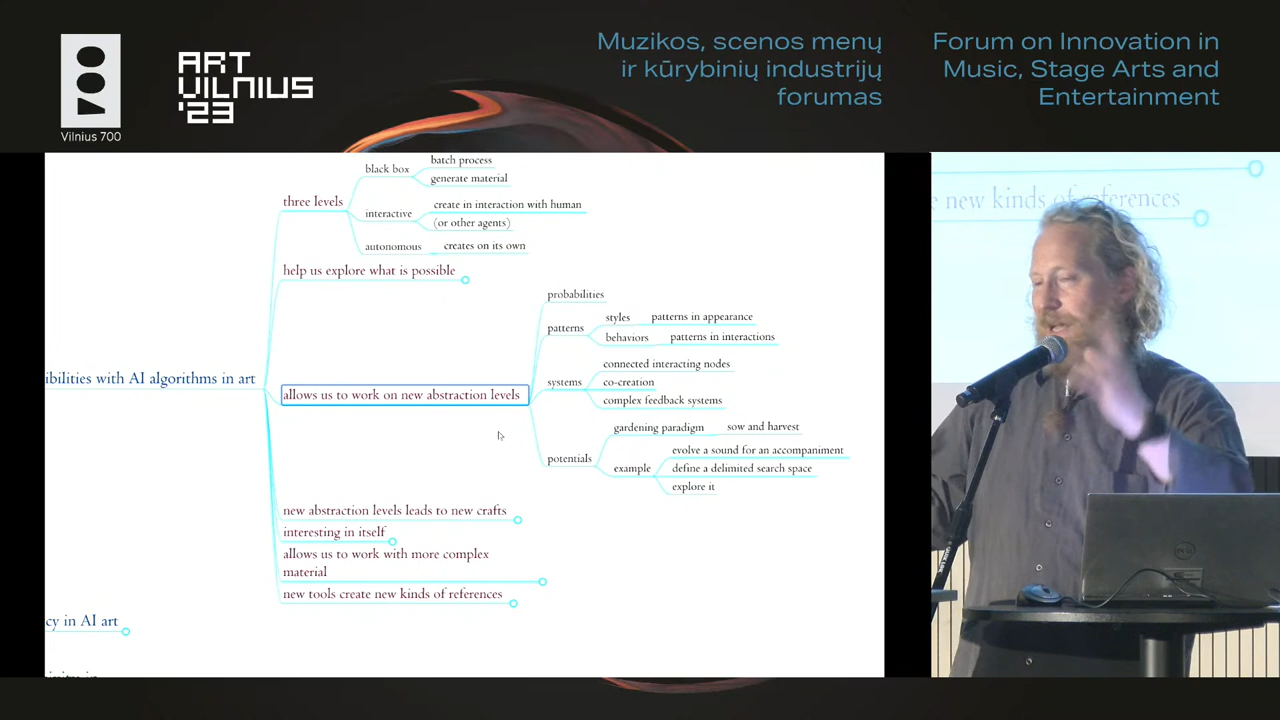 Vilnius 700
ART
VILNIUS
'23
Muzikos, scenos menų
ir kūrybinių industrijų
forumas
Forum on Innovation in
Music, Stage Arts and
Entertainment
ibilities with AI algorithms in art
three levels
black box
batch process
generate material
interactive
create in interaction with human
(or other agents)
autonomous
creates on its own
help us explore what is possible
allows us to work on new abstraction levels
probabilities
patterns
styles
patterns in appearance
behaviors
patterns in interactions
systems
connected interacting nodes
co-creation
complex feedback systems
potentials
gardening paradigm
sow and harvest
example
evolve a sound for an accompaniment
define a delimited search space
explore it
new abstraction levels leads to new crafts
interesting in itself
allows us to work with more complex
material
new tools create new kinds of references
cy in AI art
e new kinds of references
DELL